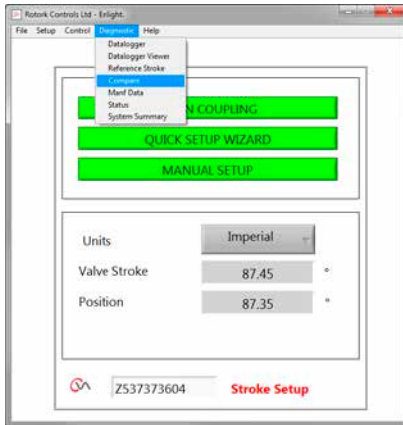 Rotork Controls Ltd - Enlight.
File Setup Control Diagnostic Help
Datalogger
Datalogger Viewer
Reference Stroke
Compare
Manf Data
Status
System Summary
N COUPLING
QUICK SETUP WIZARD
MANUAL SETUP
Units Imperial
Valve Stroke 87.45 °
Position 87.35 °
Z537373604 Stroke Setup